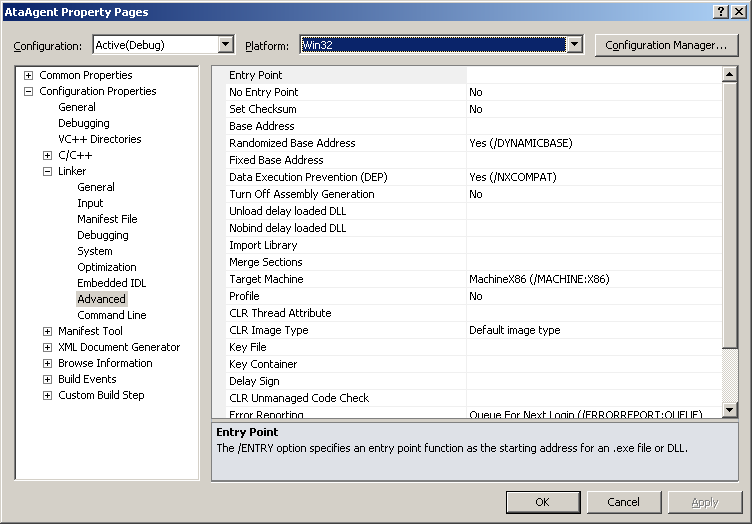 AtaAgent Property Pages
Configuration: Active(Debug) Platform: Win32 Configuration Manager...
Common Properties
Configuration Properties
General
Debugging
VC++ Directories
C/C++
Linker
General
Input
Manifest File
Debugging
System
Optimization
Embedded IDL
Advanced
Command Line
Manifest Tool
XML Document Generator
Browse Information
Build Events
Custom Build Step
Entry Point
No Entry Point No
Set Checksum No
Base Address
Randomized Base Address Yes (/DYNAMICBASE)
Fixed Base Address
Data Execution Prevention (DEP) Yes (/NXCOMPAT)
Turn Off Assembly Generation No
Unload delay loaded DLL
Nobind delay loaded DLL
Import Library
Merge Sections
Target Machine MachineX86 (/MACHINE:X86)
Profile No
CLR Thread Attribute
CLR Image Type Default image type
Key File
Key Container
Delay Sign
CLR Unmanaged Code Check
Error Reporting Queue For Next Login (/ERRORREPORT:QUEUE)
Entry Point
The /ENTRY option specifies an entry point function as the starting address for an .exe file or DLL.
OK Cancel Apply